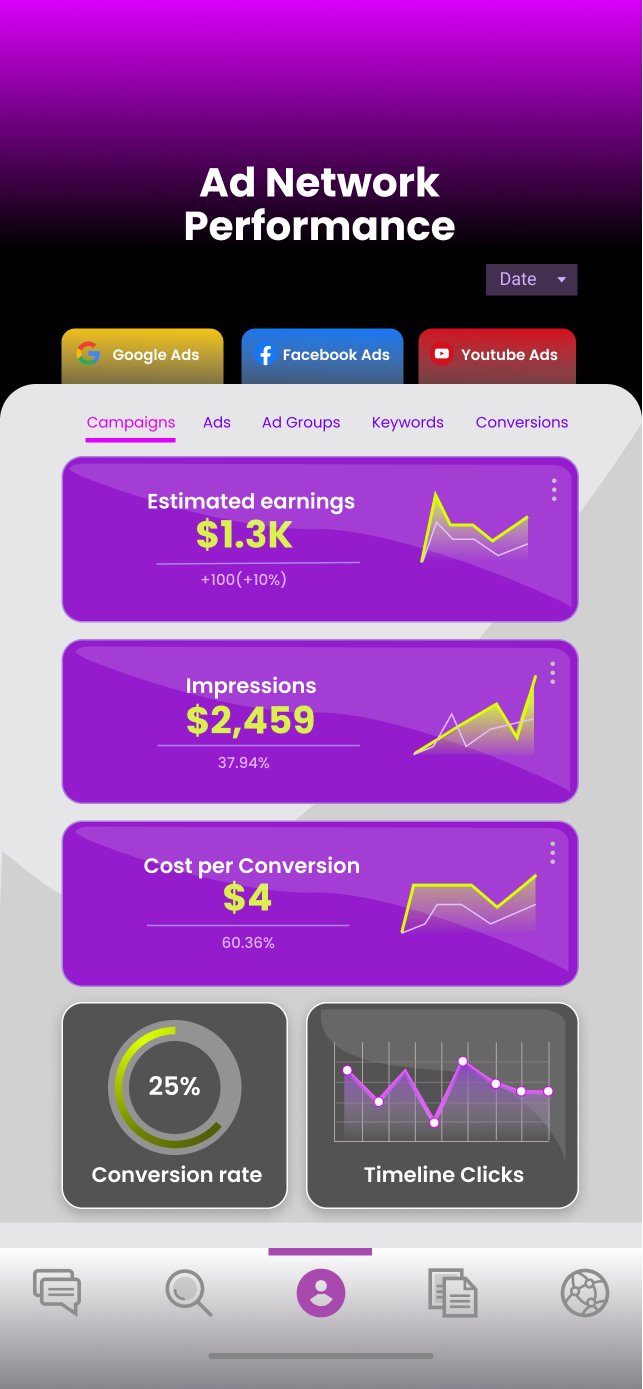 Ad Network
Performance
Date
Google Ads
Facebook Ads
Youtube Ads
Campaigns
Ads
Ad Groups
Keywords
Conversions
Estimated earnings
$1.3K
+100(+10%)
Impressions
$2,459
37.94%
Cost per Conversion
$4
60.36%
25%
Conversion rate
Timeline Clicks